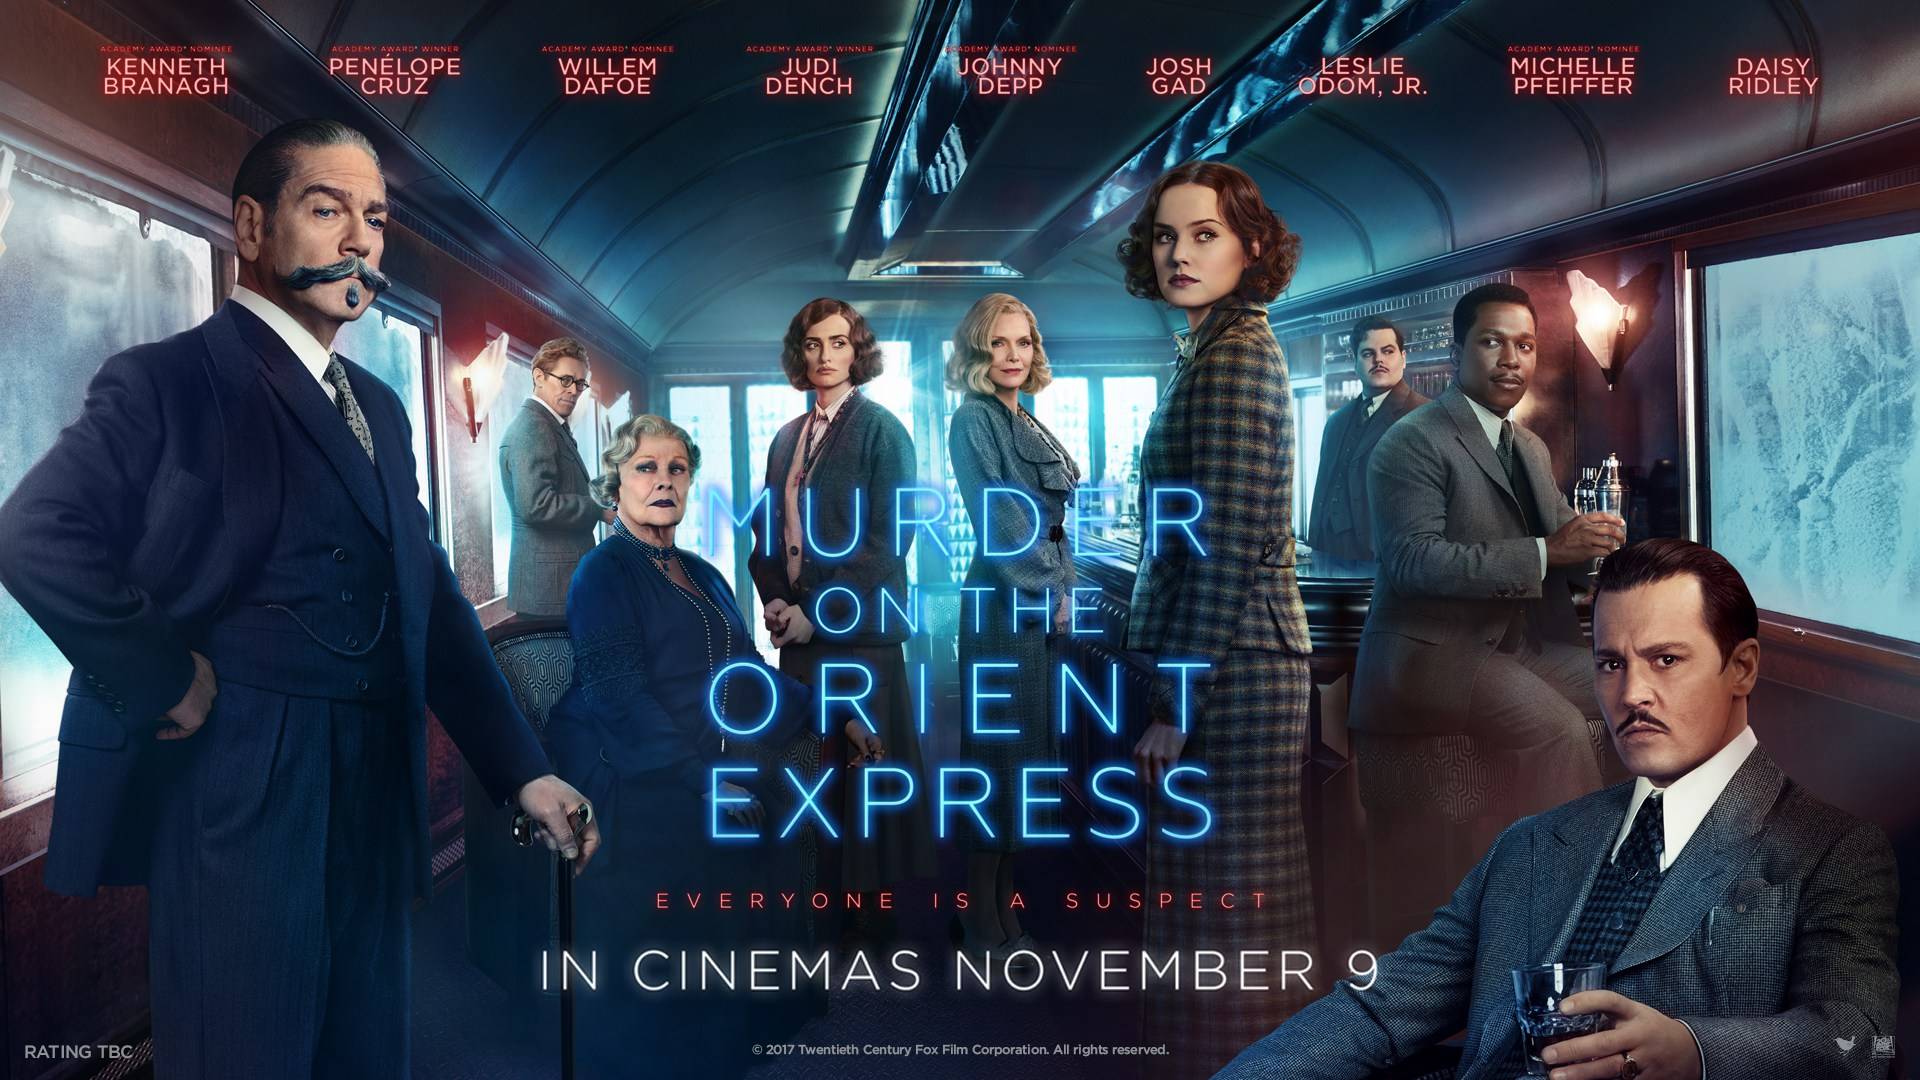 ACADEMY AWARD® NOMINEE
KENNETH
BRANAGH
ACADEMY AWARD® WINNER
PENÉLOPE
CRUZ
ACADEMY AWARD® NOMINEE
WILLEM
DAFOE
ACADEMY AWARD® WINNER
JUDI
DENCH
ACADEMY AWARD® NOMINEE
JOHNNY
DEPP
JOSH
GAD
LESLIE
ODOM, JR.
ACADEMY AWARD® NOMINEE
MICHELLE
PFEIFFER
DAISY
RIDLEY
MURDER
ON THE
ORIENT
EXPRESS
EVERYONE IS A SUSPECT
IN CINEMAS NOVEMBER 9
RATING TBC
© 2017 Twentieth Century Fox Film Corporation. All rights reserved.